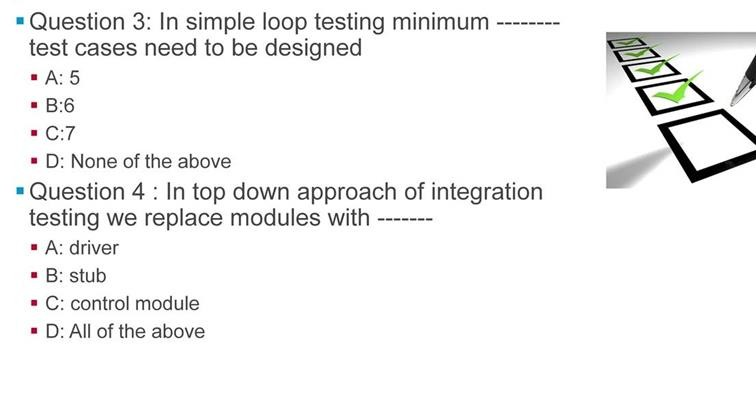 Question 3: In simple loop testing minimum --------
test cases need to be designed
A: 5
B:6
C:7
D: None of the above
Question 4 : In top down approach of integration
testing we replace modules with -------
A: driver
B: stub
C: control module
D: All of the above